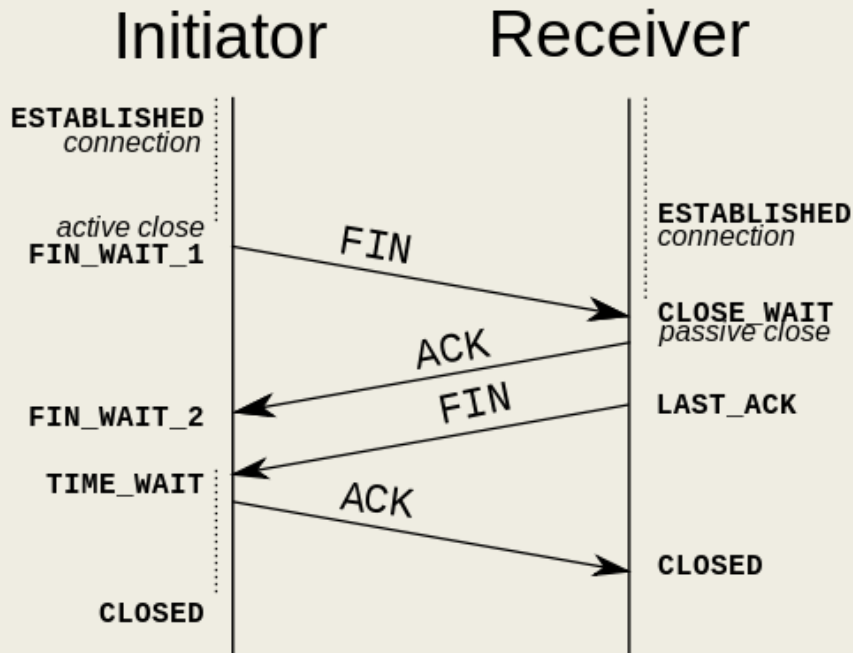 Initiator
Receiver
ESTABLISHED
connection
active close
FIN_WAIT_1
FIN
ESTABLISHED
connection
CLOSE_WAIT
passive close
ACK
FIN
FIN_WAIT_2
LAST_ACK
TIME_WAIT
ACK
CLOSED
CLOSED